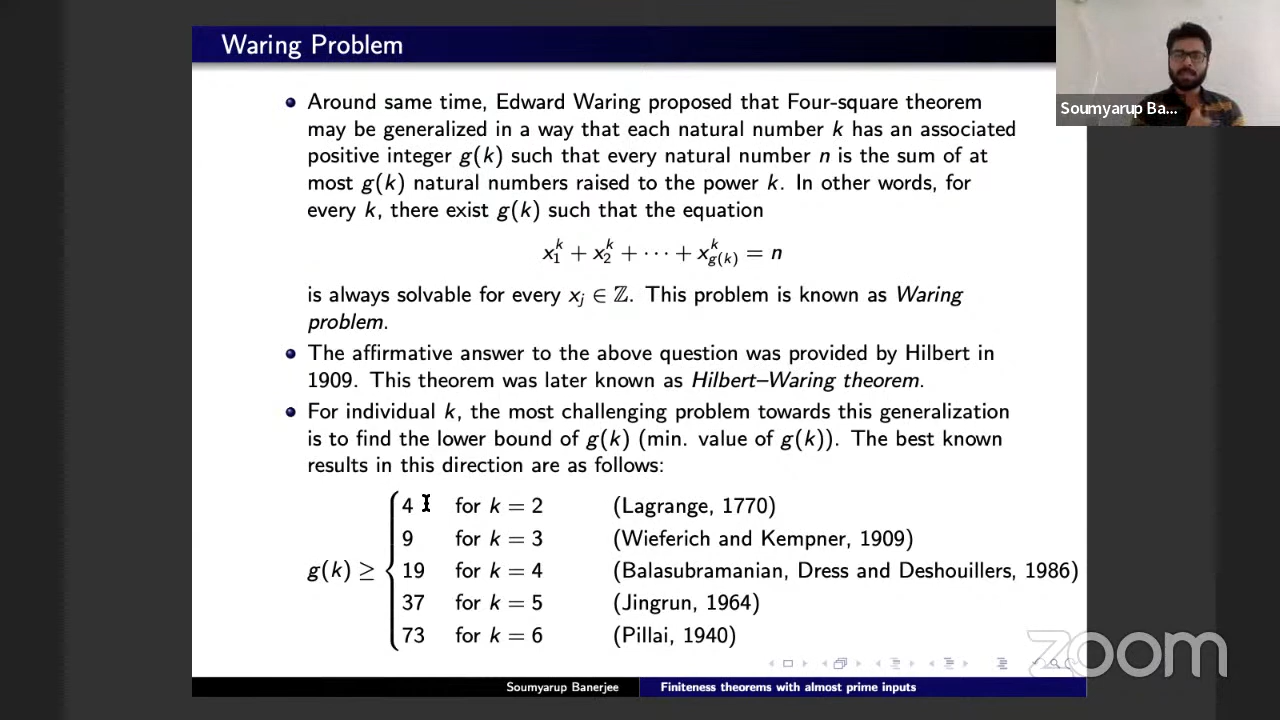 Waring Problem
Around same time, Edward Waring proposed that Four-square theorem
may be generalized in a way that each natural number k has an associated
positive integer g(k) such that every natural number n is the sum of at
most g(k) natural numbers raised to the power k. In other words, for
every k, there exist g(k) such that the equation
x₁ᵏ + x₂ᵏ + ⋯ + x_{g(k)}^k = n
is always solvable for every xⱼ ∈ ℤ. This problem is known as Waring
problem.
The affirmative answer to the above question was provided by Hilbert in
1909. This theorem was later known as Hilbert–Waring theorem.
For individual k, the most challenging problem towards this generalization
is to find the lower bound of g(k) (min. value of g(k)). The best known
results in this direction are as follows:
4 for k = 2 (Lagrange, 1770)
9 for k = 3 (Wieferich and Kempner, 1909)
g(k) ≥ { 19 for k = 4 (Balasubramanian, Dress and Deshouillers, 1986)
37 for k = 5 (Jingrun, 1964)
73 for k = 6 (Pillai, 1940)
Soumyarup Banerjee Finiteness theorems with almost prime inputs
Soumyarup Ba...
zoom